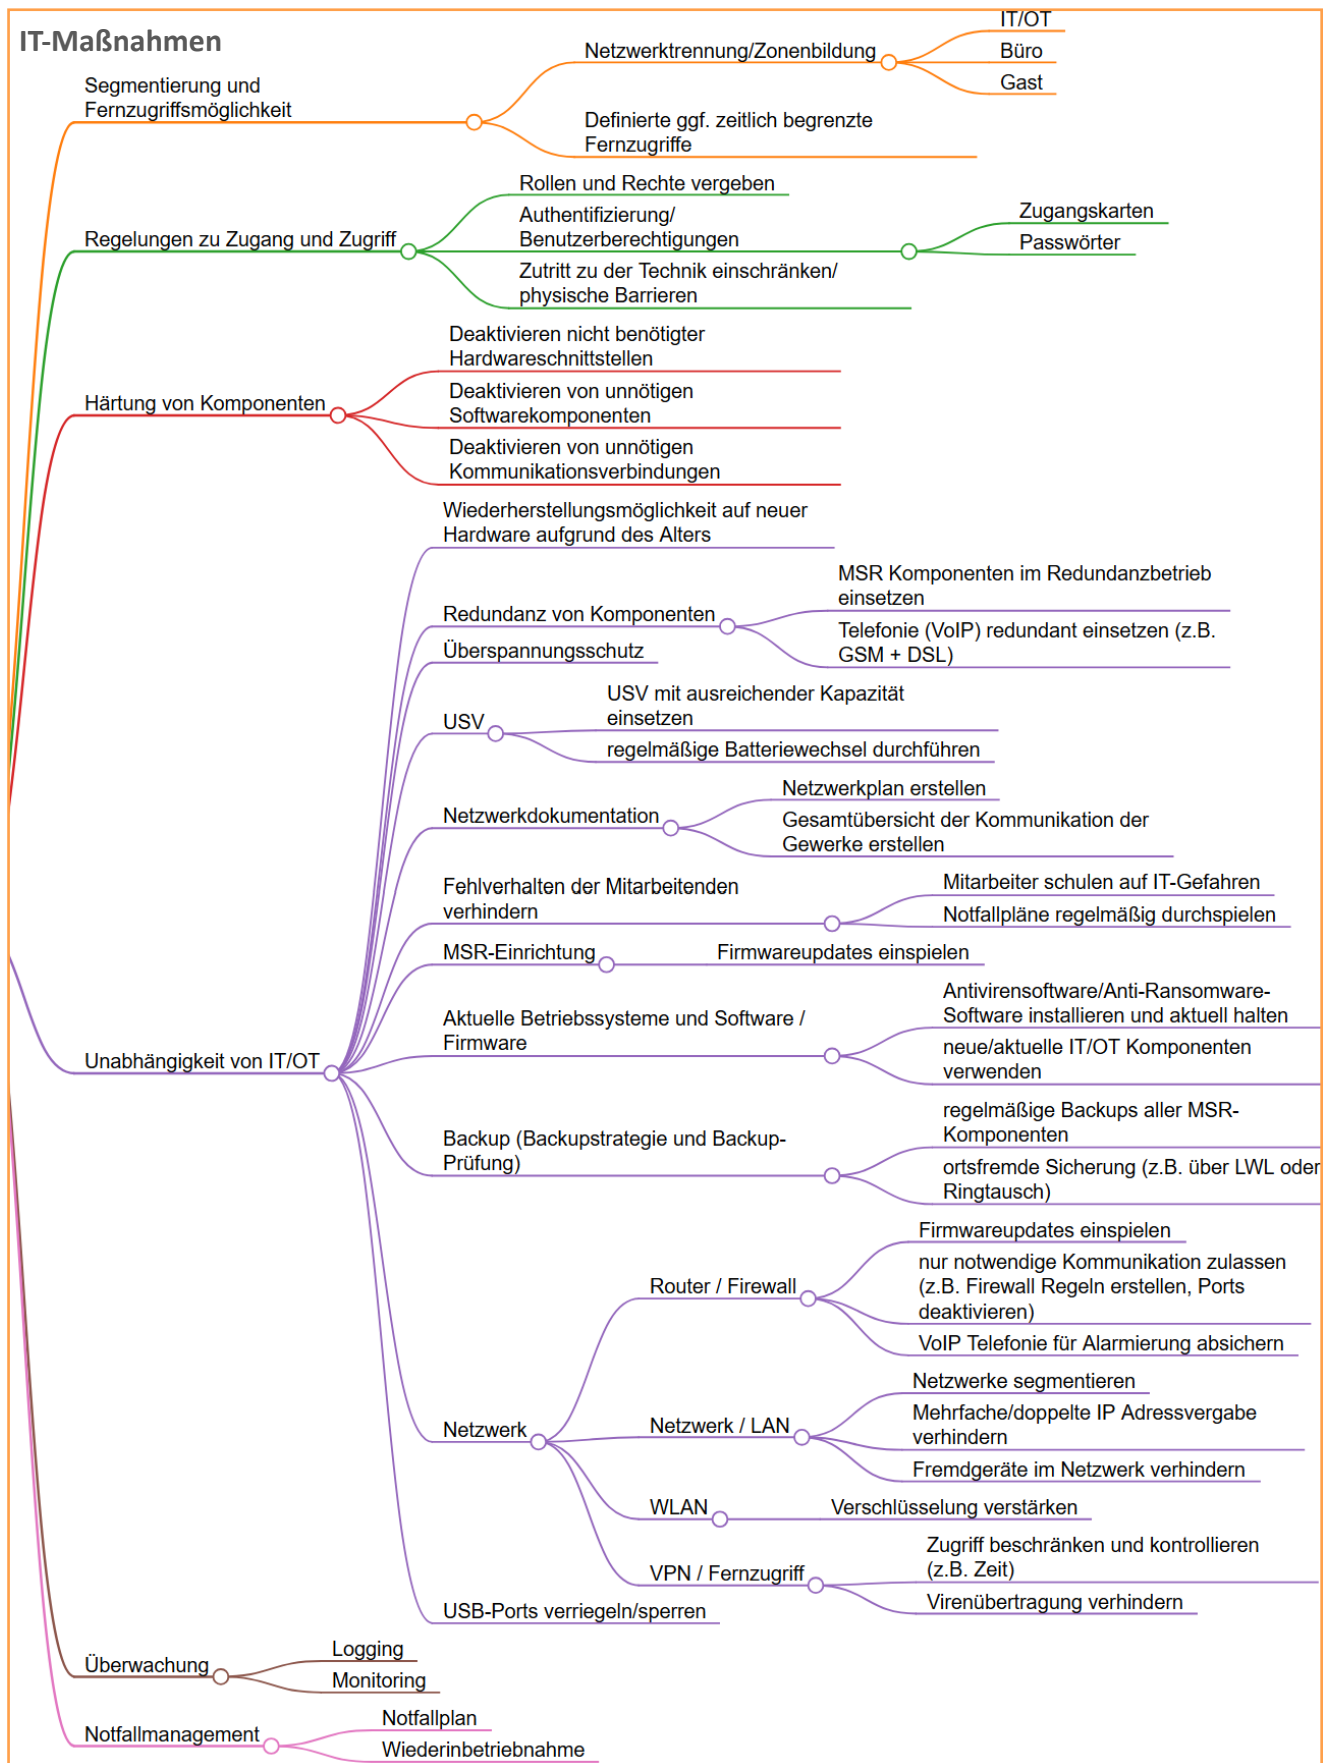 IT-Maßnahmen
Segmentierung und
Fernzugriffsmöglichkeit
Netzwerktrennung/Zonenbildung
IT/OT
Büro
Gast
Definierte ggf. zeitlich begrenzte
Fernzugriffe
Regelungen zu Zugang und Zugriff
Rollen und Rechte vergeben
Authentifizierung/
Benutzerberechtigungen
Zugangskarten
Passwörter
Zutritt zu der Technik einschränken/
physische Barrieren
Härtung von Komponenten
Deaktivieren nicht benötigter
Hardwareschnittstellen
Deaktivieren von unnötigen
Softwarekomponenten
Deaktivieren von unnötigen
Kommunikationsverbindungen
Unabhängigkeit von IT/OT
Wiederherstellungsmöglichkeit auf neuer
Hardware aufgrund des Alters
Redundanz von Komponenten
MSR Komponenten im Redundanzbetrieb
einsetzen
Telefonie (VoIP) redundant einsetzen (z.B.
GSM + DSL)
Überspannungsschutz
USV
USV mit ausreichender Kapazität
einsetzen
regelmäßige Batteriewechsel durchführen
Netzwerkdokumentation
Netzwerkplan erstellen
Gesamtübersicht der Kommunikation der
Gewerke erstellen
Fehlverhalten der Mitarbeitenden
verhindern
Mitarbeiter schulen auf IT-Gefahren
Notfallpläne regelmäßig durchspielen
MSR-Einrichtung
Firmwareupdates einspielen
Aktuelle Betriebssysteme und Software /
Firmware
Antivirensoftware/Anti-Ransomware-
Software installieren und aktuell halten
neue/aktuelle IT/OT Komponenten
verwenden
Backup (Backupstrategie und Backup-
Prüfung)
regelmäßige Backups aller MSR-
Komponenten
ortsfremde Sicherung (z.B. über LWL oder
Ringtausch)
Netzwerk
Router / Firewall
Firmwareupdates einspielen
nur notwendige Kommunikation zulassen
(z.B. Firewall Regeln erstellen, Ports
deaktivieren)
VoIP Telefonie für Alarmierung absichern
Netzwerk / LAN
Netzwerke segmentieren
Mehrfache/doppelte IP Adressvergabe
verhindern
Fremdgeräte im Netzwerk verhindern
WLAN
Verschlüsselung verstärken
VPN / Fernzugriff
Zugriff beschränken und kontrollieren
(z.B. Zeit)
Virenübertragung verhindern
USB-Ports verriegeln/sperren
Überwachung
Logging
Monitoring
Notfallmanagement
Notfallplan
Wiederinbetriebnahme